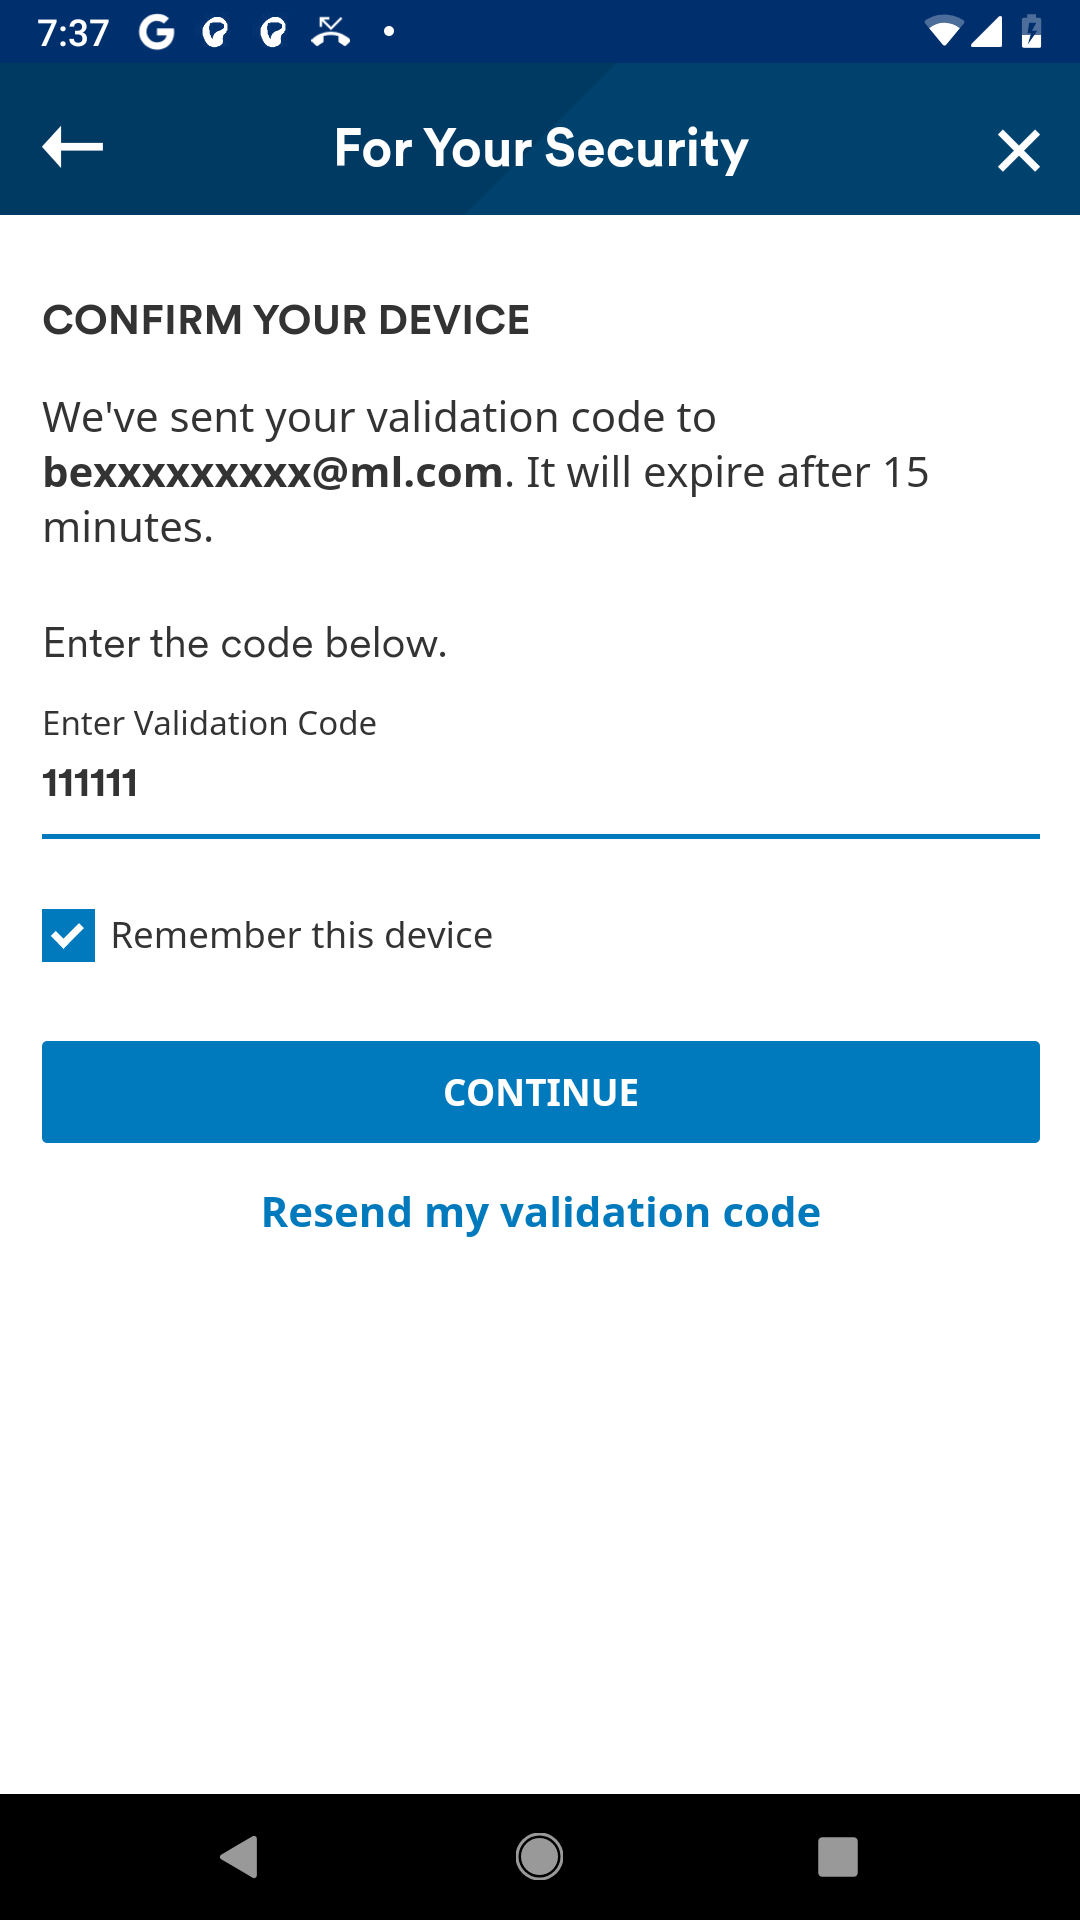 7:37
For Your Security
CONFIRM YOUR DEVICE
We've sent your validation code to
bexxxxxxxxx@ml.com. It will expire after 15
minutes.
Enter the code below.
Enter Validation Code
111111
Remember this device
CONTINUE
Resend my validation code